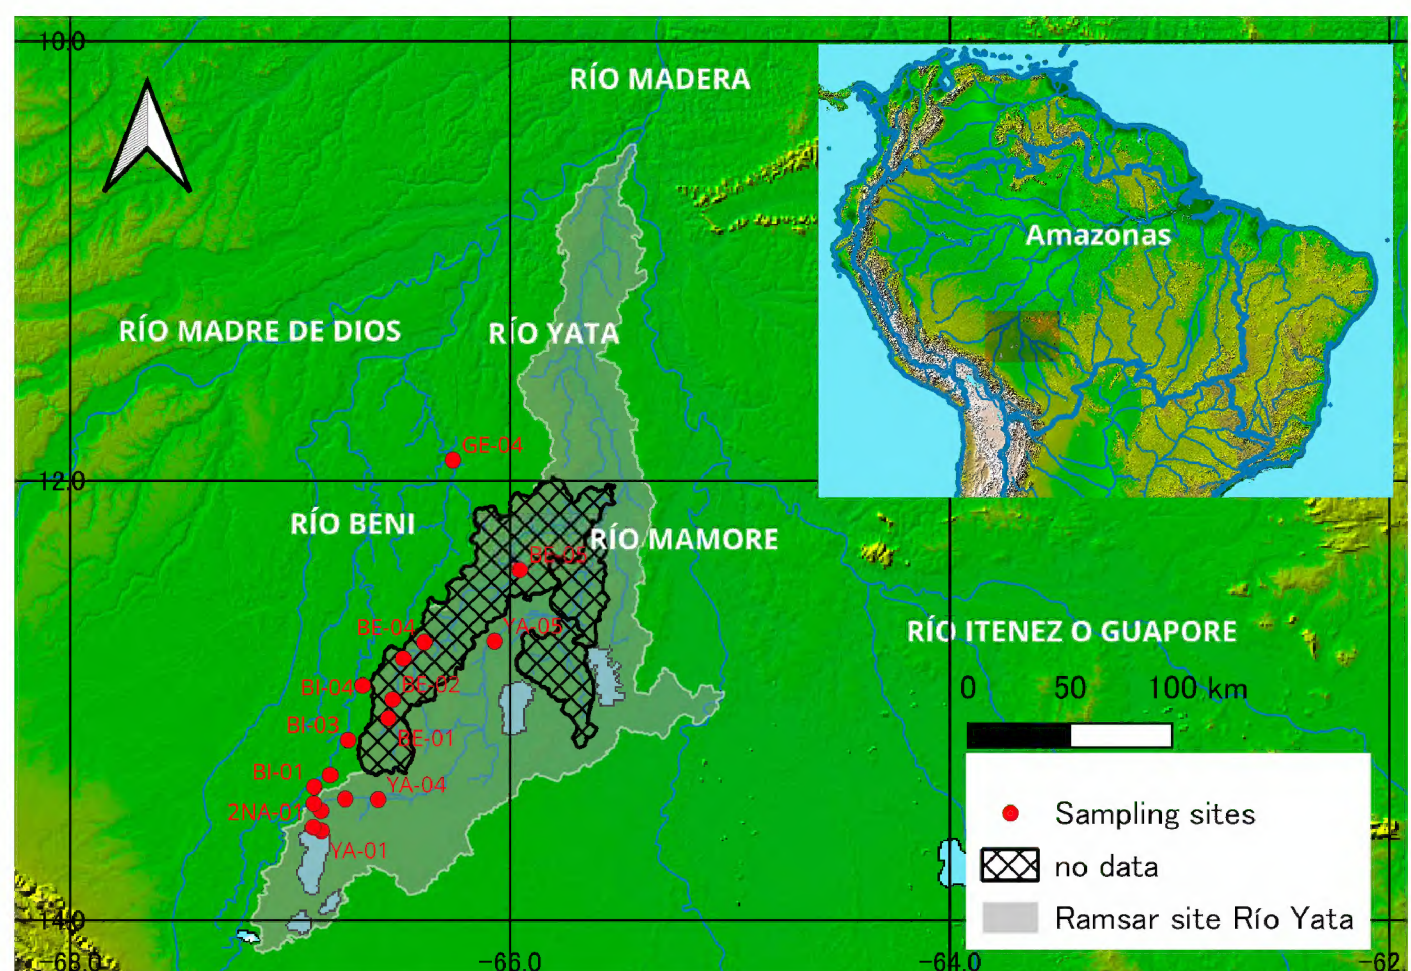 10.0
RÍO MADERA
Amazonas
RÍO MADRE DE DIOS
RÍO YATA
GE-04
12.0
RÍO BENI
RÍO MAMORE
BE-05
BE-04
YA-05
RÍO ITENEZ O GUAPORE
BI-04
BE-02
0 50 100 km
BI-03
BE-01
BI-01
YA-04
2NA-01
Sampling sites
YA-01
no data
Ramsar site Río Yata
14.0
-68.0
-66.0
-64.0